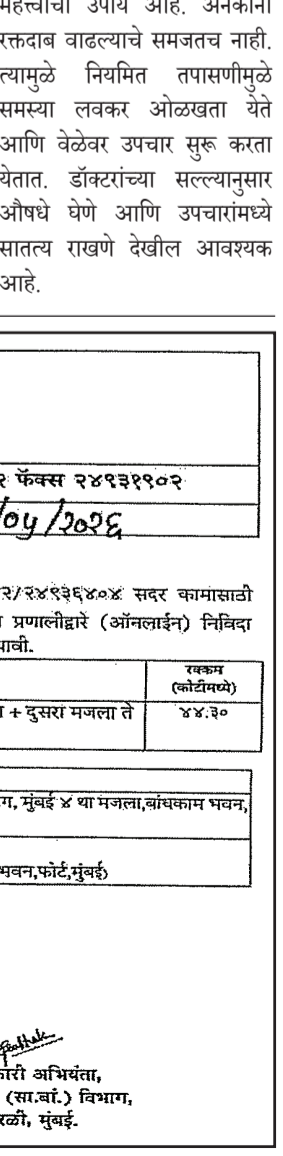 महत्त्वाचा उपाय आहे. अनेकांना
रक्तदाब वाढल्याचे समजतच नाही.
त्यामुळे नियमित तपासणीमुळे
समस्या लवकर ओळखता येते
आणि वेळेवर उपचार सुरू करता
येतात. डॉक्टरांच्या सल्ल्यानुसार
औषधे घेणे आणि उपचारांमध्ये
सातत्य राखणे देखील आवश्यक
आहे.
२ फॅक्स २४९३१९०२
/०५/२०२६
२/२४९३६४०४ सदर कामासाठी
प्रणालीद्वारे (ऑनलाईन) निविदा
रक्कम
(कोटीमध्ये)
+ दुसरा मजला ते ४४.३०
मुंबई ४ था मजला,बांधकाम भवन,
भवन,फोर्ट,मुंबई)
कारी अभियंता,
(सा.बां.) विभाग,
मुंबई.